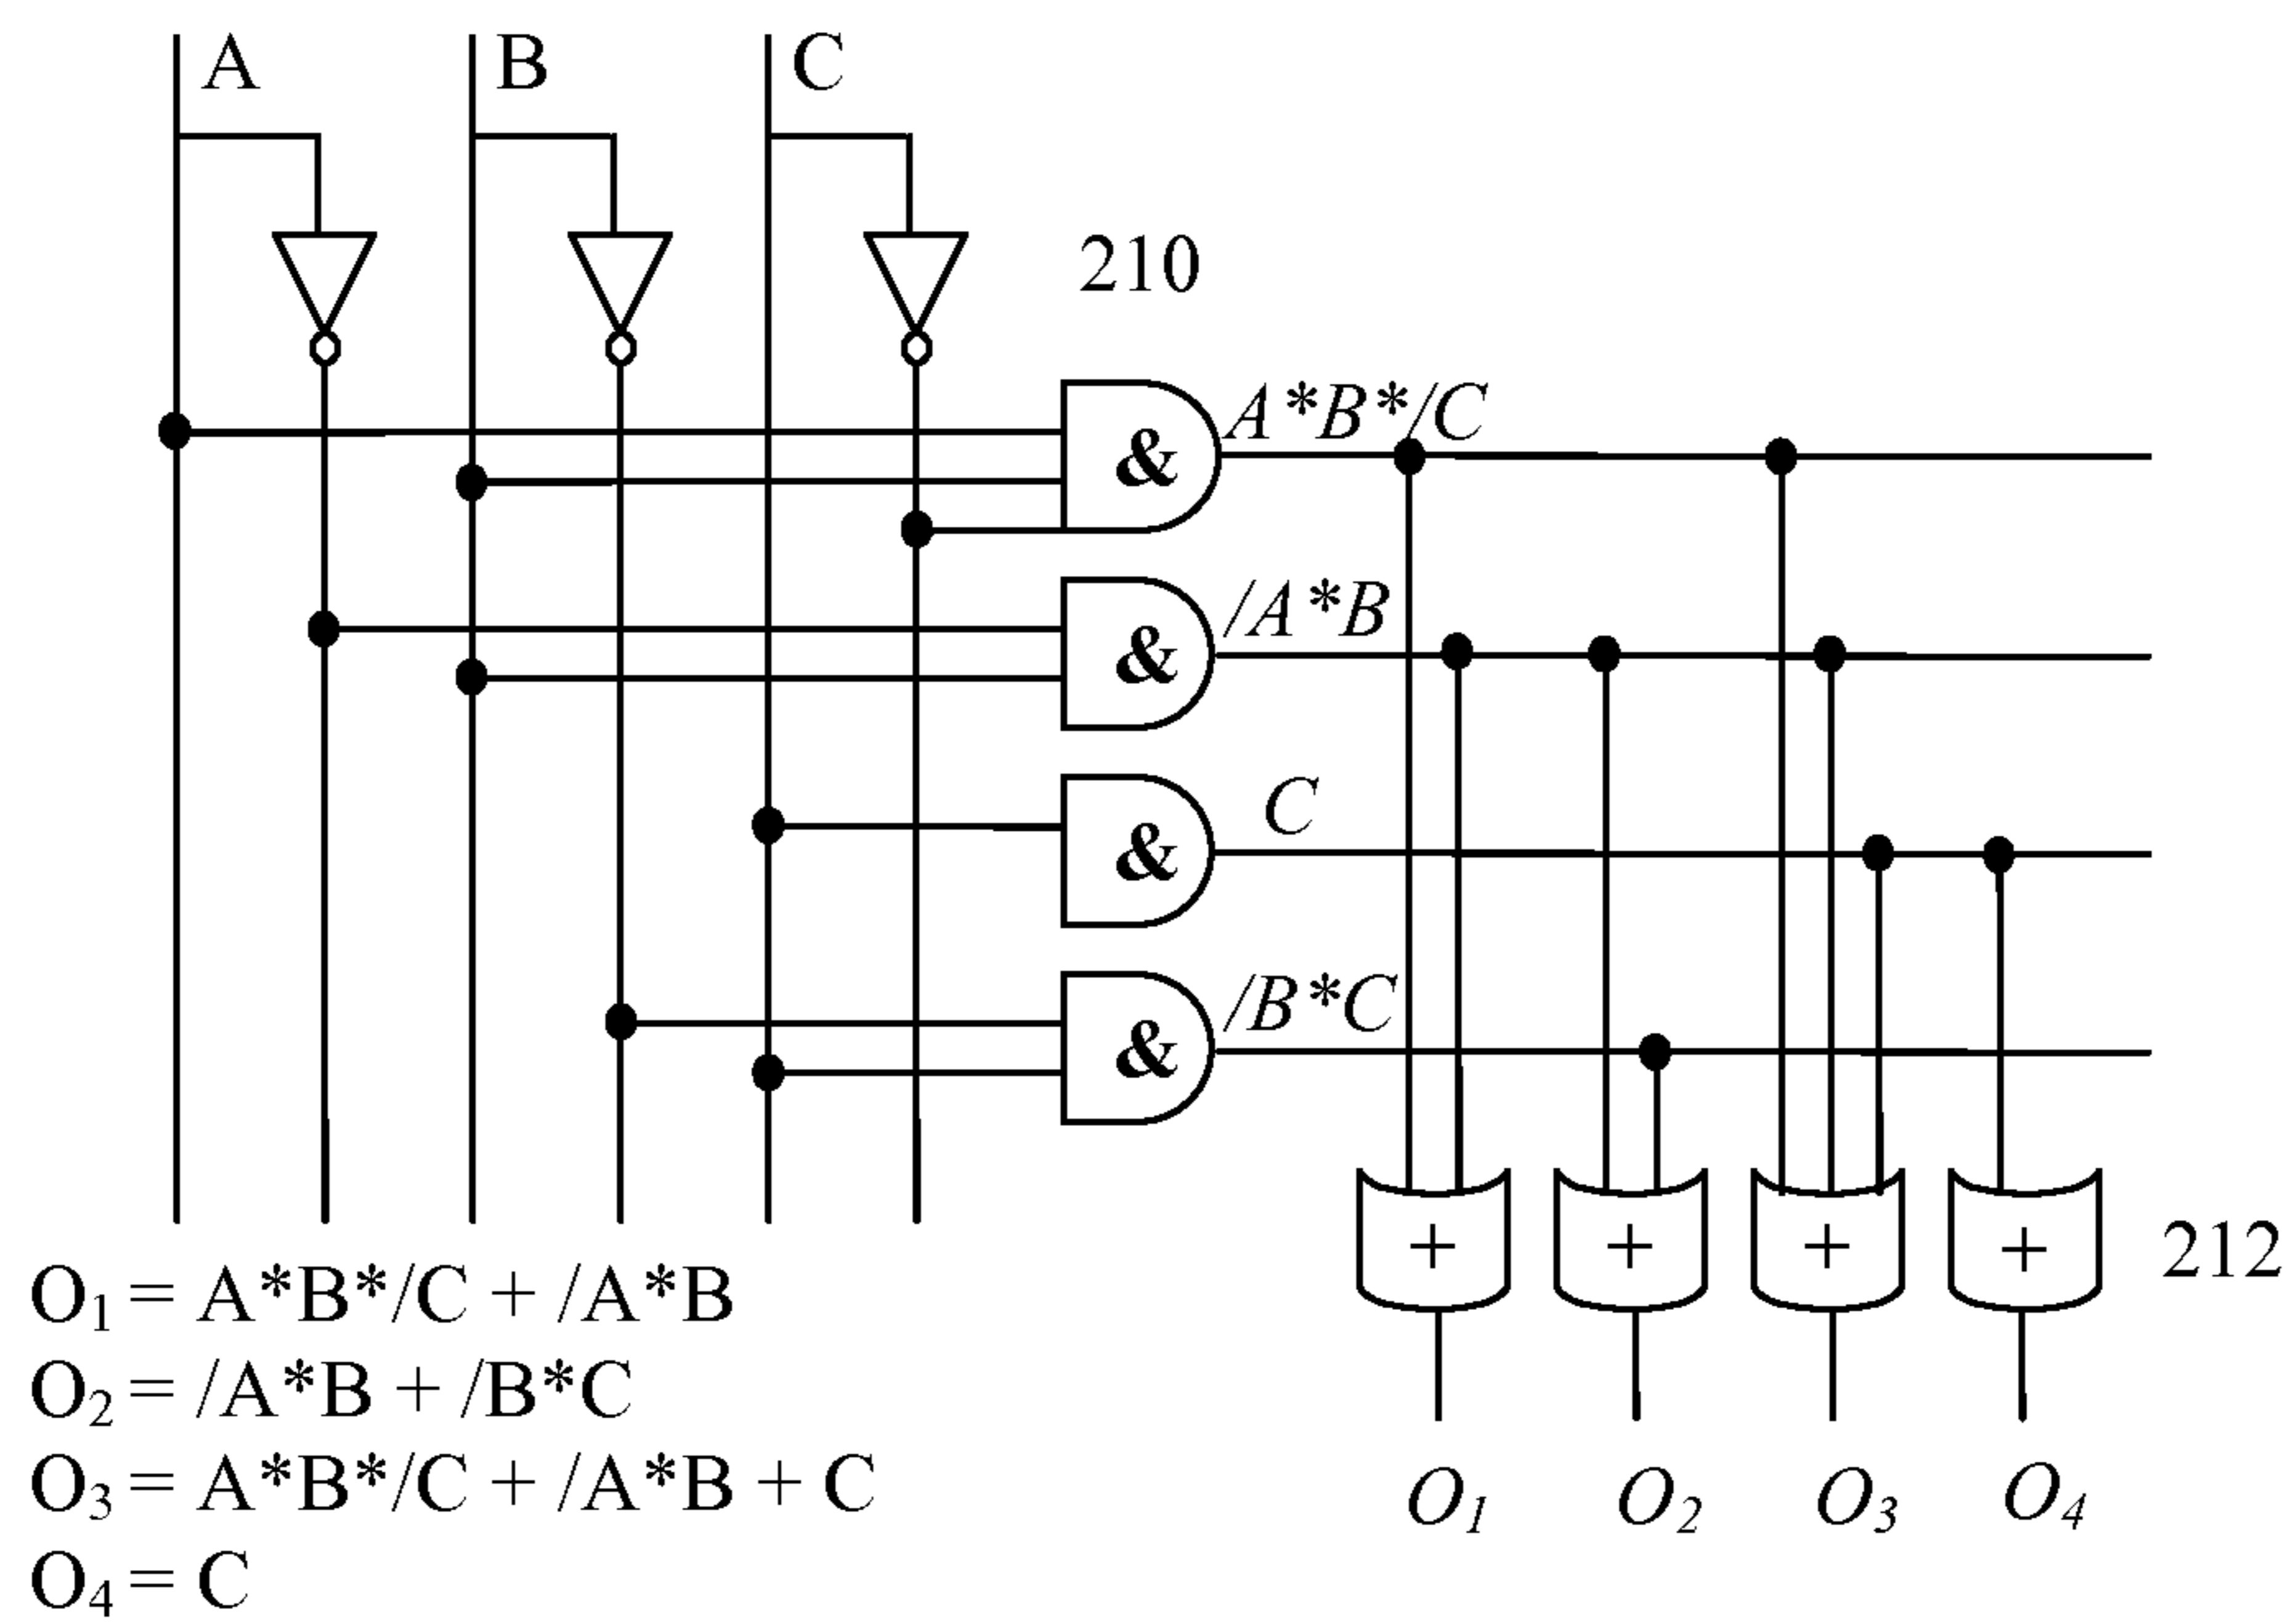 A B C
210
A*B*/C
&
/A*B
&
C
&
/B*C
&
+ + + +
212
O1 O2 O3 O4
O1 = A*B*/C + /A*B
O2 = /A*B + /B*C
O3 = A*B*/C + /A*B + C
O4 = C